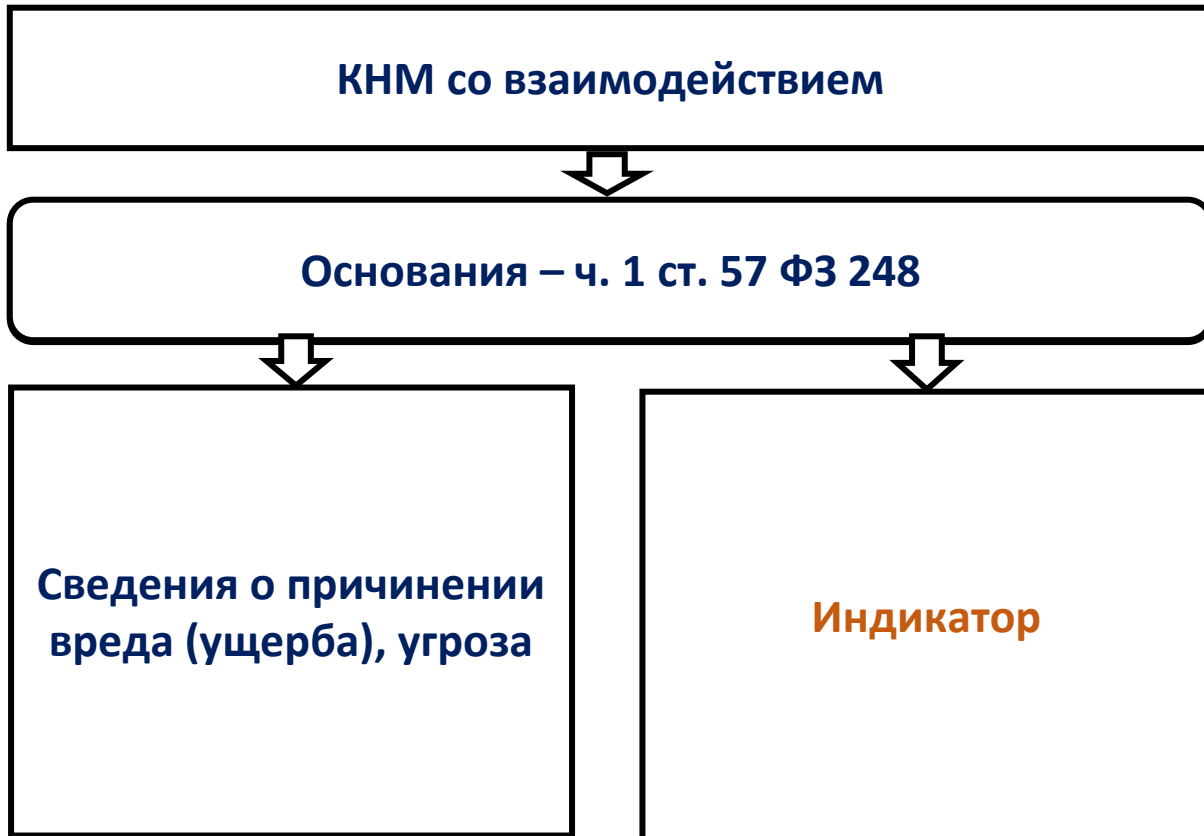 КНМ со взаимодействием
Основания – ч. 1 ст. 57 ФЗ 248
Сведения о причинении
вреда (ущерба), угроза
Индикатор